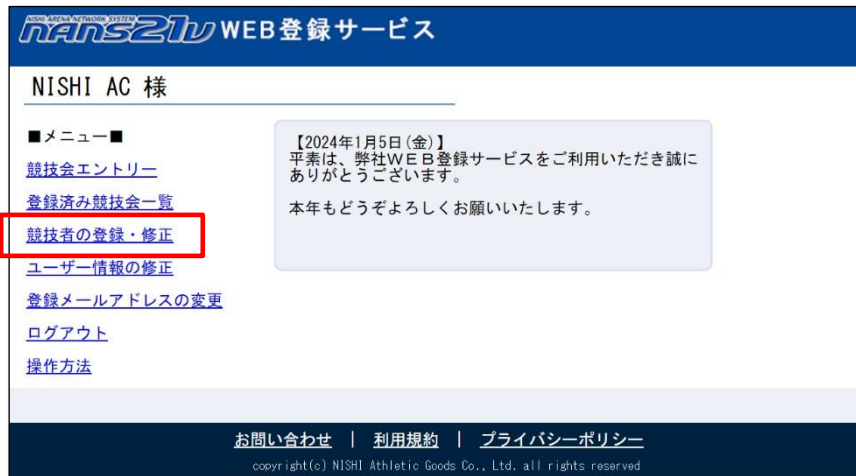 NISHI ARENA NETWORK SYSTEM
nans21V WEB登録サービス
NISHI AC 様
■メニュー■
競技会エントリー
登録済み競技会一覧
競技者の登録・修正
ユーザー情報の修正
登録メールアドレスの変更
ログアウト
操作方法
【2024年1月5日(金)】
平素は、弊社ＷＥＢ登録サービスをご利用いただき誠に
ありがとうございます。
本年もどうぞよろしくお願いいたします。
お問い合わせ | 利用規約 | プライバシーポリシー
copyright(c) NISHI Athletic Goods Co., Ltd. all rights reserved